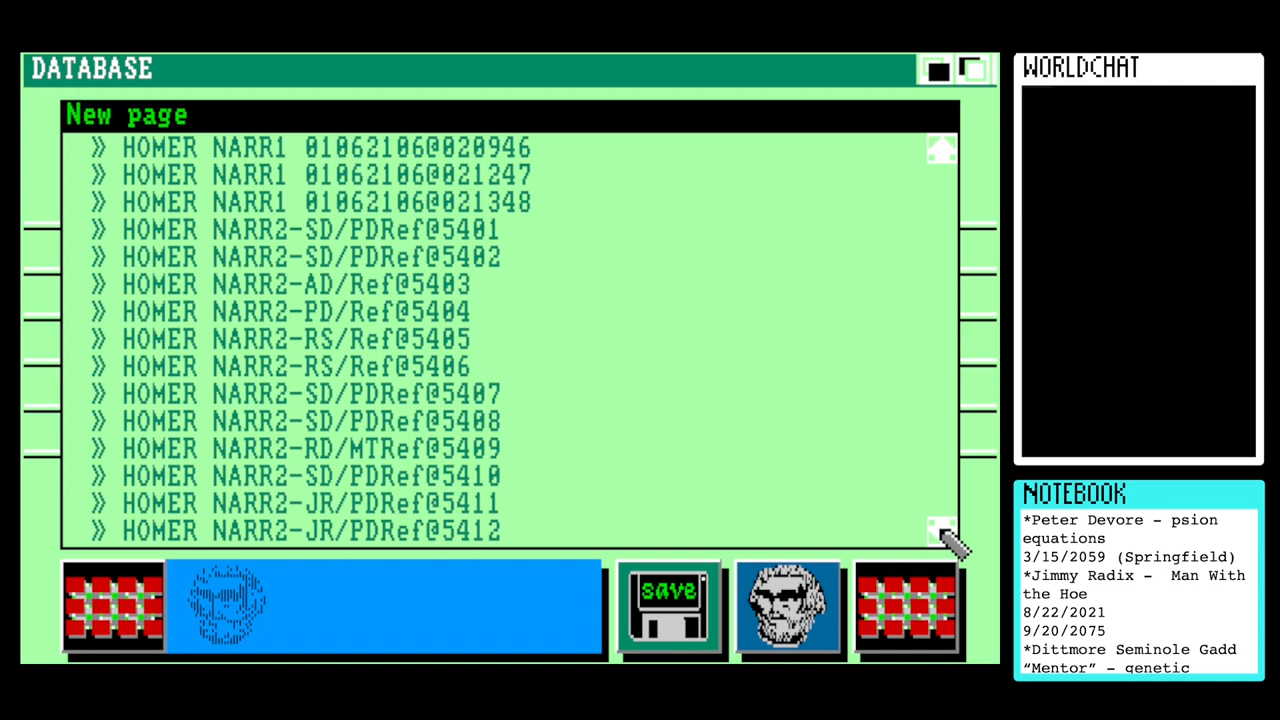 DATABASE
New page
» HOMER NARR1 01062106@020946
» HOMER NARR1 01062106@021247
» HOMER NARR1 01062106@021348
» HOMER NARR2-SD/PDRef@5401
» HOMER NARR2-SD/PDRef@5402
» HOMER NARR2-AD/Ref@5403
» HOMER NARR2-PD/Ref@5404
» HOMER NARR2-RS/Ref@5405
» HOMER NARR2-RS/Ref@5406
» HOMER NARR2-SD/PDRef@5407
» HOMER NARR2-SD/PDRef@5408
» HOMER NARR2-RD/MTRef@5409
» HOMER NARR2-SD/PDRef@5410
» HOMER NARR2-JR/PDRef@5411
» HOMER NARR2-JR/PDRef@5412
save
WORLDCHAT
NOTEBOOK
*Peter Devore - psion
equations
3/15/2059 (Springfield)
*Jimmy Radix - Man With
the Hoe
8/22/2021
9/20/2075
*Dittmore Seminole Gadd
“Mentor” - genetic